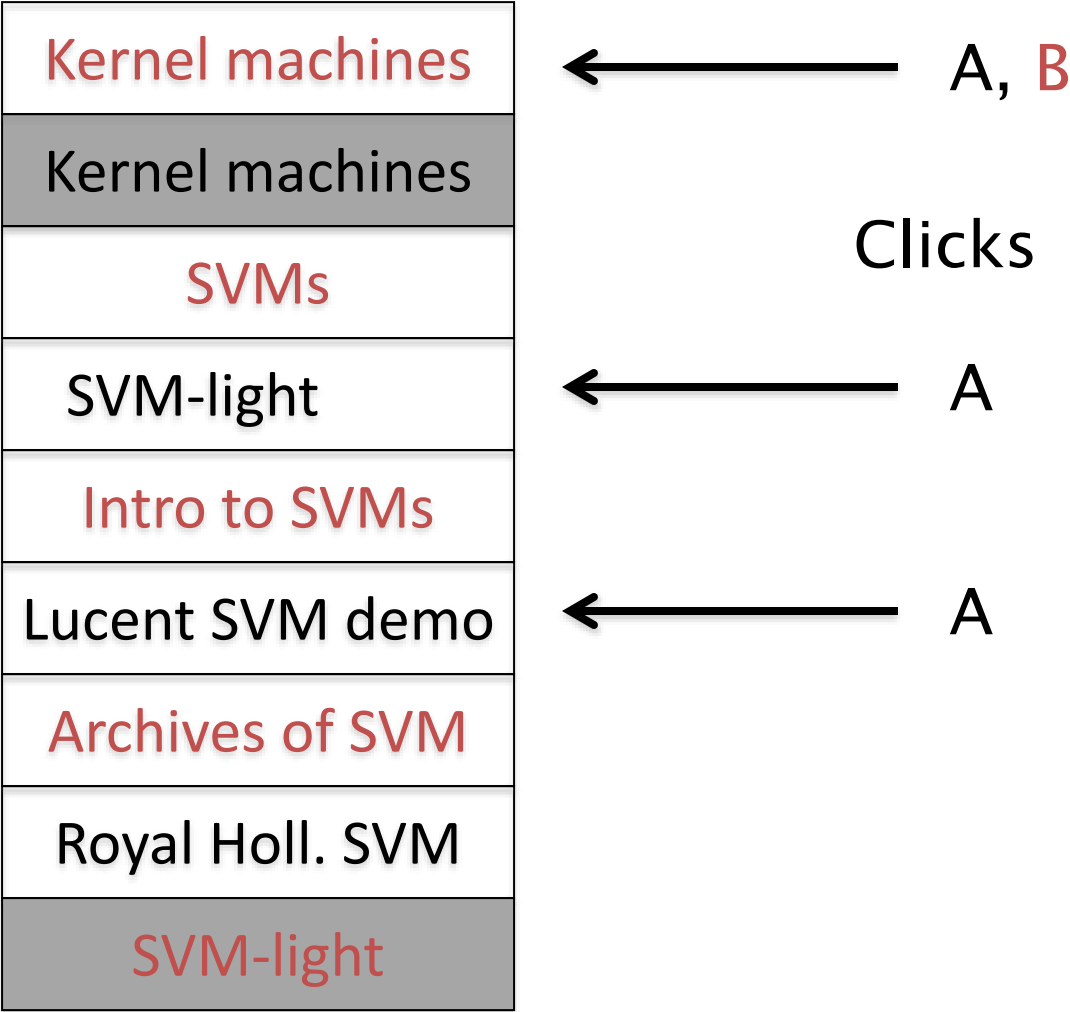 Kernel machines
A, B
Kernel machines
SVMs
Clicks
SVM-light
A
Intro to SVMs
Lucent SVM demo
A
Archives of SVM
Royal Holl. SVM
SVM-light